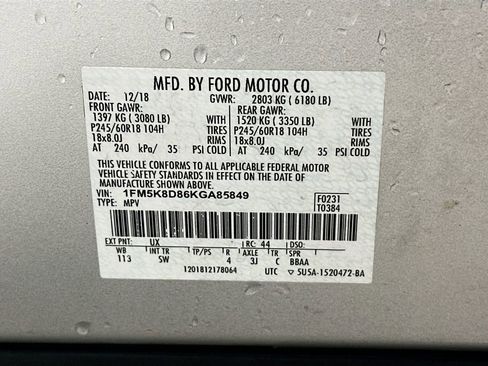 MFD. BY FORD MOTOR CO.
DATE: 12/18 GVWR: 2803 KG ( 6180 LB)
FRONT GAWR: REAR GAWR:
1397 KG ( 3080 LB) WITH 1520 KG ( 3350 LB) WITH
P245/60R18 104H TIRES P245/60R18 104H TIRES
18x8.0J RIMS 18x8.0J RIMS
AT 240 kPa/ 35 PSI COLD AT 240 kPa/ 35 PSI COLD
THIS VEHICLE CONFORMS TO ALL APPLICABLE FEDERAL MOTOR
VEHICLE SAFETY STANDARDS IN EFFECT ON THE DATE OF
MANUFACTURE SHOWN ABOVE.
VIN: 1FM5K8D86KGA85849 F0231
TYPE: MPV T0384
EXT PNT: UX RC: 44 DSO:
WB INT TR TP/PS R AXLE TR SPR
113 SW 4 3J C BBAA
1201812178064 UTC 5U5A-1520472-BA